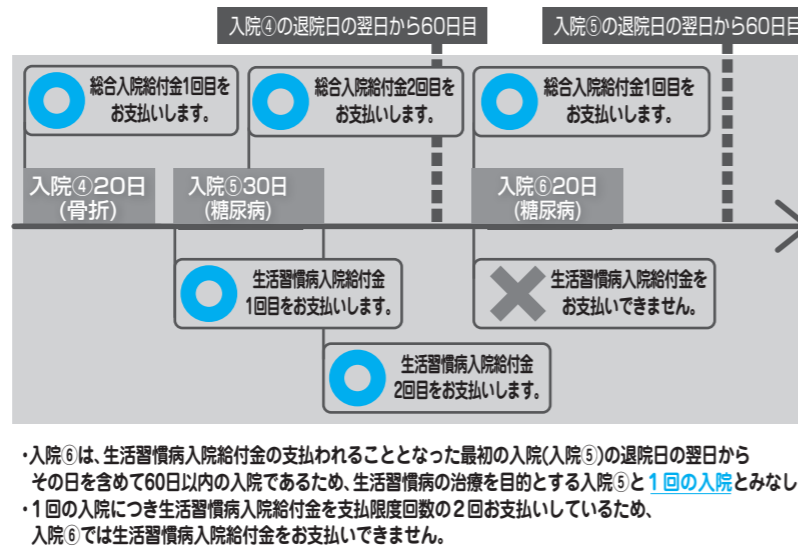 入院④の退院日の翌日から60日目
入院⑤の退院日の翌日から60日目
総合入院給付金1回目を
お支払いします。
総合入院給付金2回目を
お支払いします。
総合入院給付金1回目を
お支払いします。
入院④20日
(骨折)
入院⑤30日
(糖尿病)
入院⑥20日
(糖尿病)
生活習慣病入院給付金
1回目をお支払いします。
生活習慣病入院給付金を
お支払いできません。
生活習慣病入院給付金
2回目をお支払いします。
・入院⑥は、生活習慣病入院給付金の支払われることとなった最初の入院(入院⑤)の退院日の翌日から
その日を含めて60日以内の入院であるため、生活習慣病の治療を目的とする入院⑤と1回の入院とみなし
・1回の入院につき生活習慣病入院給付金を支払限度回数の2回お支払いしているため、
入院⑥では生活習慣病入院給付金をお支払いできません。